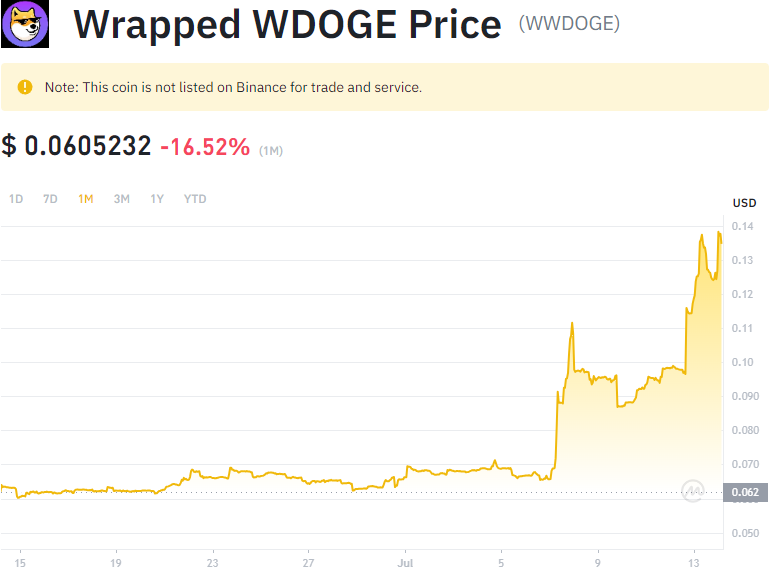 Wrapped WDOGE Price (WWDOGE)
Note: This coin is not listed on Binance for trade and service.
$ 0.0605232 -16.52% (1M)
1D 7D 1M 3M 1Y YTD
USD
0.14
0.13
0.12
0.11
0.10
0.090
0.080
0.070
0.062
0.050
15 19 23 27 Jul 5 9 13